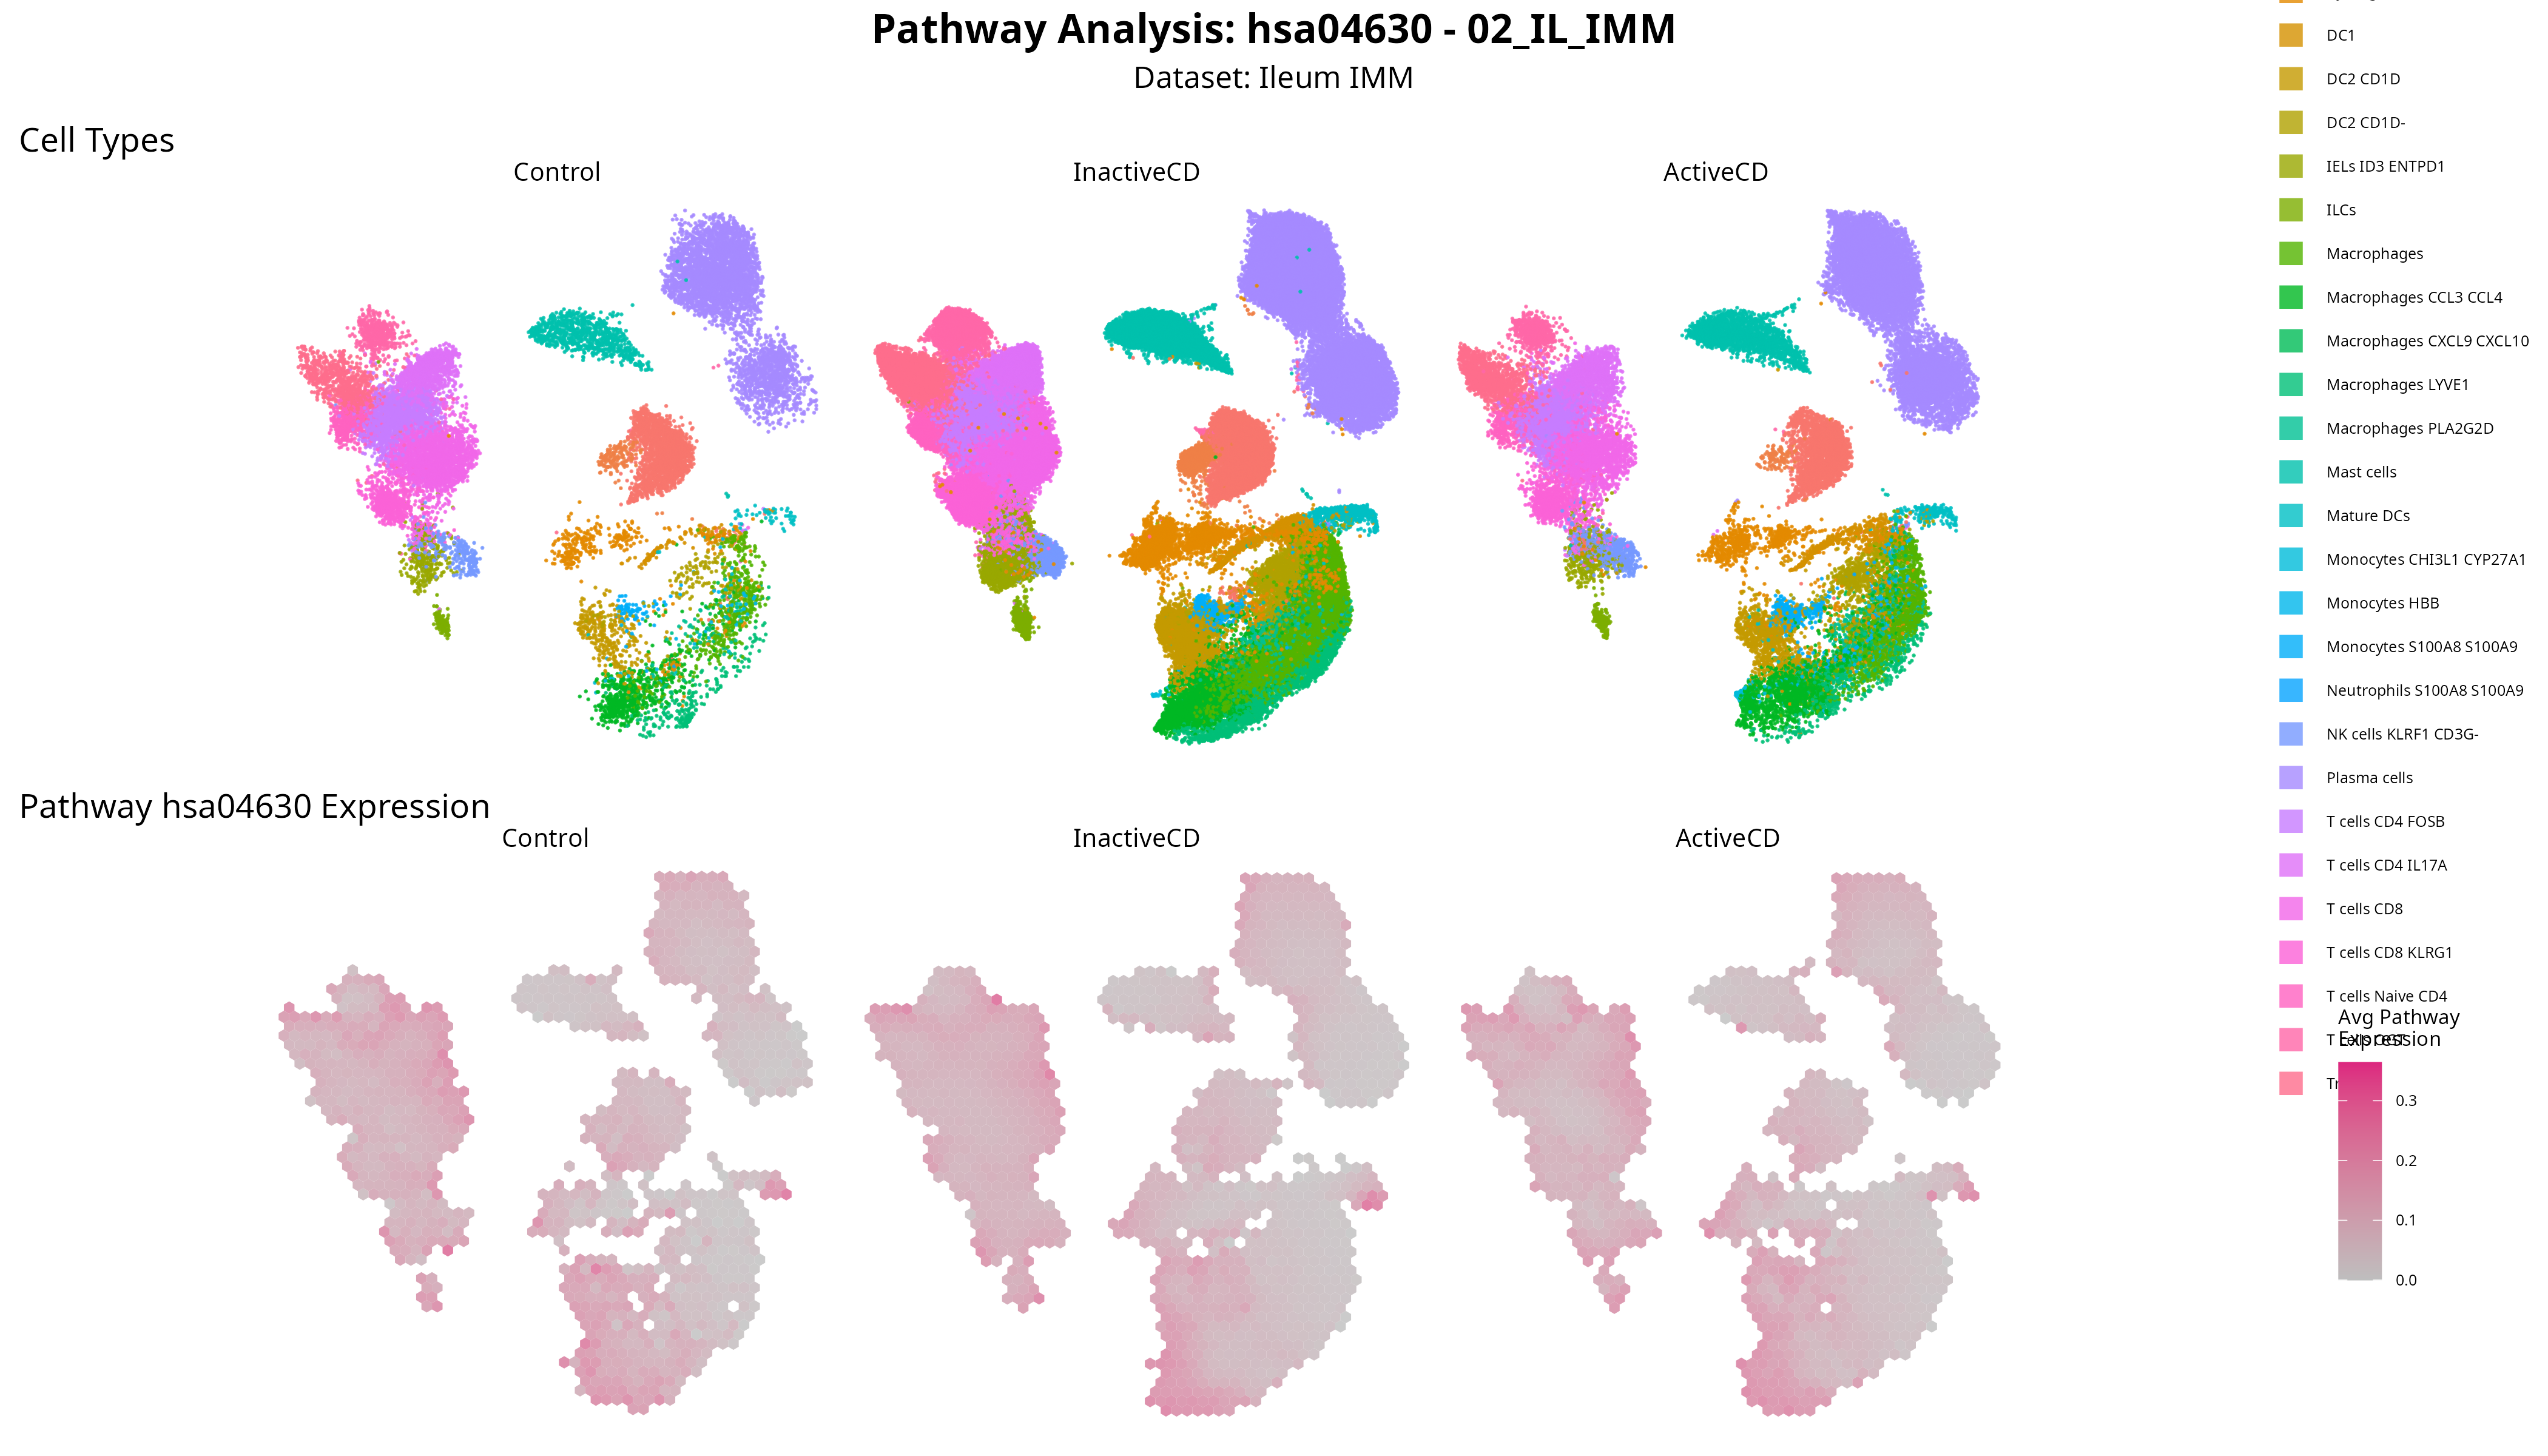 Pathway Analysis: hsa04630 - 02_IL_IMM
Dataset: Ileum IMM
Cell Types
Control
InactiveCD
ActiveCD
DC1
DC2 CD1D
DC2 CD1D-
IELs ID3 ENTPD1
ILCs
Macrophages
Macrophages CCL3 CCL4
Macrophages CXCL9 CXCL10
Macrophages LYVE1
Macrophages PLA2G2D
Mast cells
Mature DCs
Monocytes CHI3L1 CYP27A1
Monocytes HBB
Monocytes S100A8 S100A9
Neutrophils S100A8 S100A9
NK cells KLRF1 CD3G-
Plasma cells
T cells CD4 FOSB
T cells CD4 IL17A
T cells CD8
T cells CD8 KLRG1
T cells Naive CD4
Pathway hsa04630 Expression
Control
InactiveCD
ActiveCD
Avg Pathway
Expression
0.3
0.2
0.1
0.0